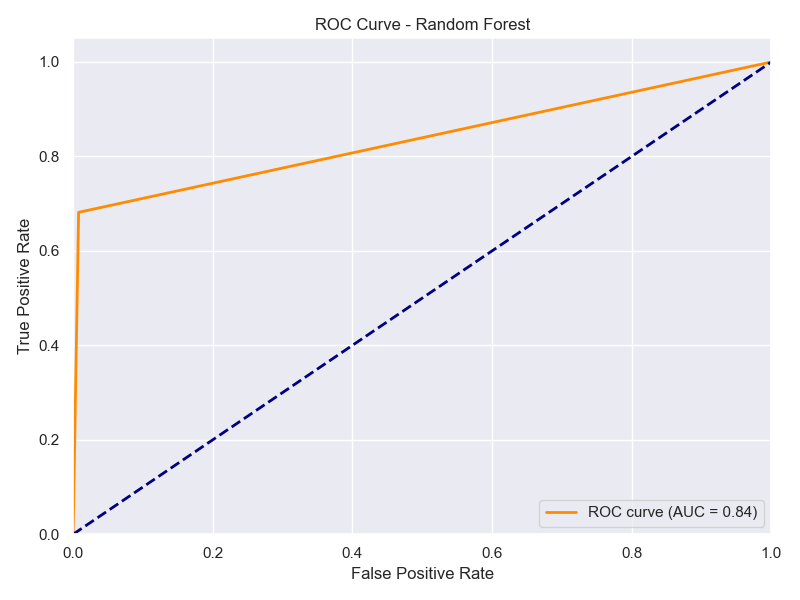 ROC Curve - Random Forest
1.0
0.8
0.6
0.4
0.2
0.0
True Positive Rate
ROC curve (AUC = 0.84)
0.0 0.2 0.4 0.6 0.8 1.0
False Positive Rate